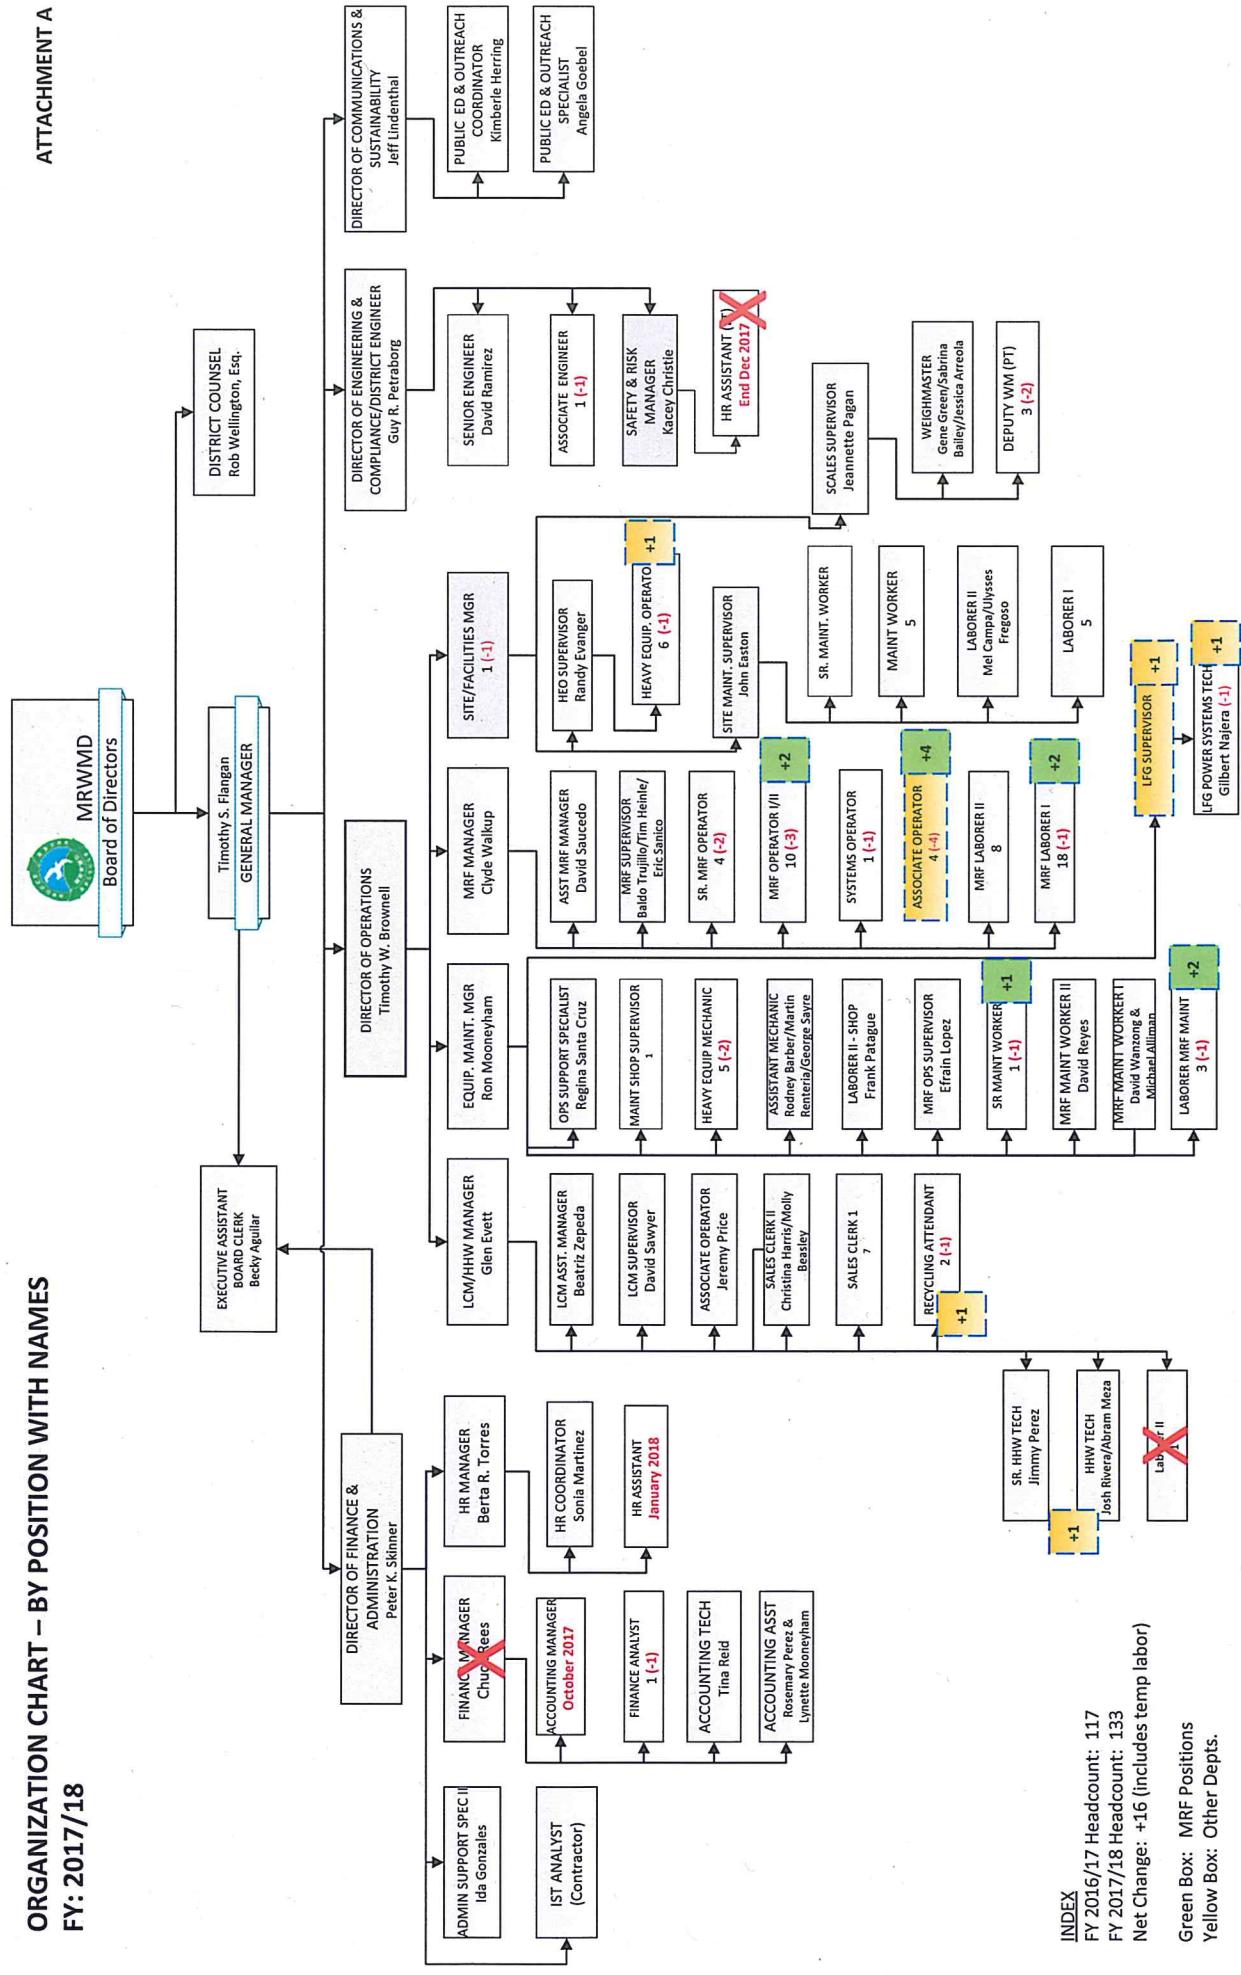 ORGANIZATION CHART – BY POSITION WITH NAMES
FY: 2017/18
ATTACHMENT A
MRWMD
Board of Directors
DISTRICT COUNSEL
Rob Wellington, Esq.
Timothy S. Flangan
GENERAL MANAGER
EXECUTIVE ASSISTANT
BOARD CLERK
Becky Aguilar
DIRECTOR OF FINANCE &
ADMINISTRATION
Peter K. Skinner
DIRECTOR OF OPERATIONS
Timothy W. Brownell
DIRECTOR OF ENGINEERING &
COMPLIANCE/DISTRICT ENGINEER
Guy R. Petraborg
DIRECTOR OF COMMUNICATIONS &
SUSTAINABILITY
Jeff Lindenthal
ADMIN SUPPORT SPEC II
Ida Gonzales
IST ANALYST
(Contractor)
FINANCE MANAGER
Chuck Rees
ACCOUNTING MANAGER
October 2017
FINANCE ANALYST
1 (-1)
ACCOUNTING TECH
Tina Reid
ACCOUNTING ASST
Rosemary Perez &
Lynette Mooneyham
HR MANAGER
Berta R. Torres
HR COORDINATOR
Sonia Martinez
HR ASSISTANT
January 2018
LCM/HHW MANAGER
Glen Evett
LCM ASST. MANAGER
Beatriz Zepeda
LCM SUPERVISOR
David Sawyer
ASSOCIATE OPERATOR
Jeremy Price
SALES CLERK II
Christina Harris/Molly
Beasley
SALES CLERK 1
7
RECYCLING ATTENDANT
2 (-1)
+1
SR. HHW TECH
Jimmy Perez
HHW TECH
Josh Rivera/Abram Meza
+1
Laborer II
1
EQUIP. MAINT. MGR
Ron Mooneyham
OPS SUPPORT SPECIALIST
Regina Santa Cruz
MAINT SHOP SUPERVISOR
1
HEAVY EQUIP MECHANIC
5 (-2)
ASSISTANT MECHANIC
Rodney Barber/Martin
Renteria/George Savre
LABORER II - SHOP
Frank Patague
MRF OPS SUPERVISOR
Efrain Lopez
SR MAINT WORKER
1 (-1)
+1
MRF MAINT WORKER II
David Reyes
MRF MAINT WORKER I
David Wanzong &
Michael Alliman
LABORER MRF MAINT
3 (-1)
+2
MRF MANAGER
Clyde Walkup
ASST MRF MANAGER
David Saucedo
MRF SUPERVISOR
Baldo Trujillo/Tim Heinle/
Eric Sanico
SR. MRF OPERATOR
4 (-2)
MRF OPERATOR I/II
10 (-3)
+2
SYSTEMS OPERATOR
1 (-1)
ASSOCIATE OPERATOR
4 (-4)
+4
MRF LABORER II
8
MRF LABORER I
18 (-1)
+2
SITE/FACILITIES MGR
1 (-1)
HEO SUPERVISOR
Randy Evanger
HEAVY EQUIP. OPERATO
6 (-1)
+1
SITE MAINT. SUPERVISOR
John Easton
SR. MAINT. WORKER
MAINT WORKER
5
LABORER II
Mel Campa/Ulysses
Fregoso
LABORER I
5
LFG SUPERVISOR
+1
LFG POWER SYSTEMS TECH
Gilbert Najera (-1)
+1
SCALES SUPERVISOR
Jeannette Pagan
WEIGHMASTER
Gene Green/Sabrina
Bailey/Jessica Arreola
DEPUTY WM (PT)
3 (-2)
SENIOR ENGINEER
David Ramirez
ASSOCIATE ENGINEER
1 (-1)
SAFETY & RISK
MANAGER
Kacey Christie
HR ASSISTANT
End Dec 2017
PUBLIC ED & OUTREACH
COORDINATOR
Kimberle Herring
PUBLIC ED & OUTREACH
SPECIALIST
Angela Goebel
INDEX
FY 2016/17 Headcount: 117
FY 2017/18 Headcount: 133
Net Change: +16 (includes temp labor)
Green Box: MRF Positions
Yellow Box: Other Depts.